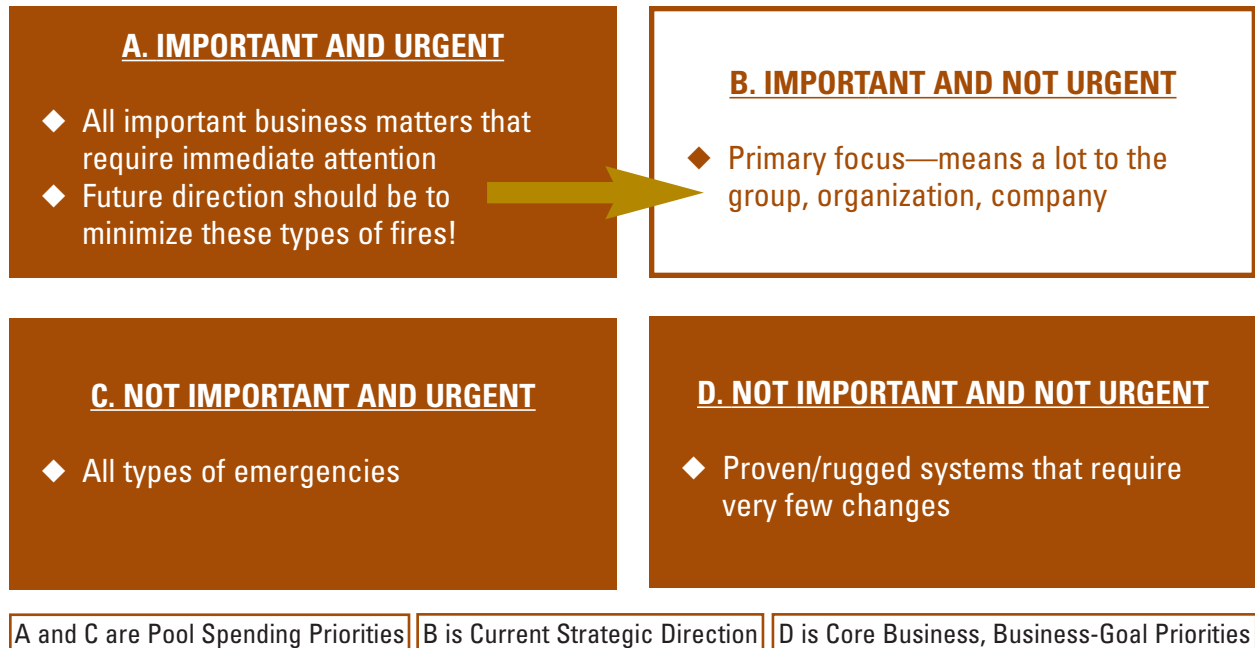 A. IMPORTANT AND URGENT
◆ All important business matters that
require immediate attention
◆ Future direction should be to
minimize these types of fires!
B. IMPORTANT AND NOT URGENT
◆ Primary focus—means a lot to the
group, organization, company
C. NOT IMPORTANT AND URGENT
◆ All types of emergencies
D. NOT IMPORTANT AND NOT URGENT
◆ Proven/rugged systems that require
very few changes
A and C are Pool Spending Priorities
B is Current Strategic Direction
D is Core Business, Business-Goal Priorities